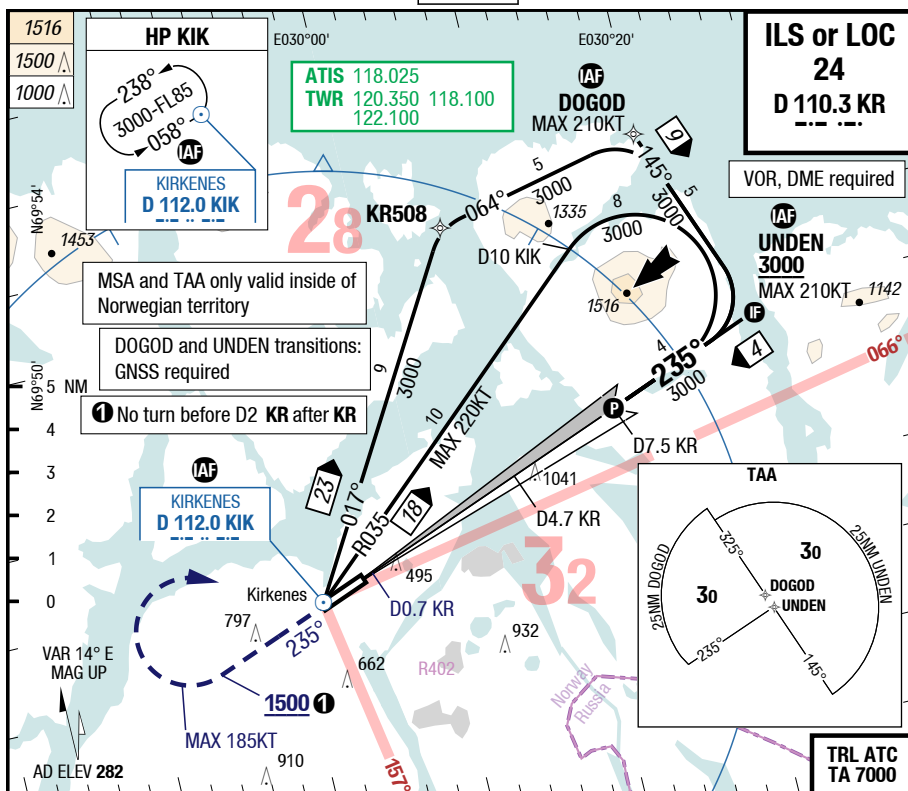 1516
1500
1000
HP KIK
238°
3000-FL85
058°
IAF
KIRKENES
D 112.0 KIK
E030°00'
E030°20'
ATIS 118.025
TWR 120.350 118.100
122.100
IAF
DOGOD
MAX 210KT
ILS or LOC
24
D 110.3 KR
VOR, DME required
N69°54'
1453
28
KR508
064°
5
3000
1335
6
145°
5
3000
8
3000
D10 KIK
1516
IAF
UNDEN
3000
MAX 210KT
1142
IF
4
MSA and TAA only valid inside of
Norwegian territory
DOGOD and UNDEN transitions:
GNSS required
❶ No turn before D2 KR after KR
N69°50'
5 NM
4
3
2
1
0
9
3000
10
MAX 220KT
4
235°
3000
066°
P
D7.5 KR
1041
D4.7 KR
IAF
KIRKENES
D 112.0 KIK
23
017°
R035
18
32
495
D0.7 KR
Kirkenes
797
235°
932
662
R402
1500 ❶
MAX 185KT
910
157°
VAR 14° E
MAG UP
AD ELEV 282
Norway
Russia
TAA
25NM DOGOD
325°
30
30
25NM UNDEN
DOGOD
UNDEN
235°
145°
TRL ATC
TA 7000